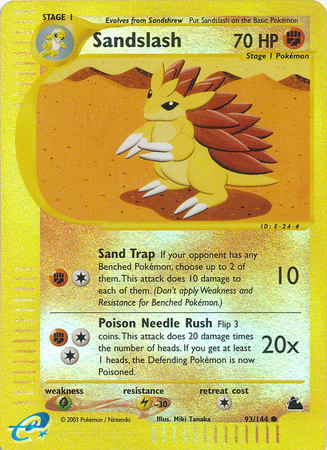 STAGE 1
Evolves from Sandshrew Put Sandslash on the Basic Pokémon
Sandslash 70 HP
Stage 1 Pokémon
ID: E-24-#
Sand Trap If your opponent has any
Benched Pokémon, choose up to 2 of
them. This attack does 10 damage to
each of them. (Don't apply Weakness and
Resistance for Benched Pokémon.)
10
Poison Needle Rush Flip 3
coins. This attack does 20 damage times
the number of heads. If you get at least
1 heads, the Defending Pokémon is now
Poisoned.
20x
weakness resistance retreat cost
-30
© 2003 Pokémon / Nintendo Illus. Miki Tanaka 93/144
e